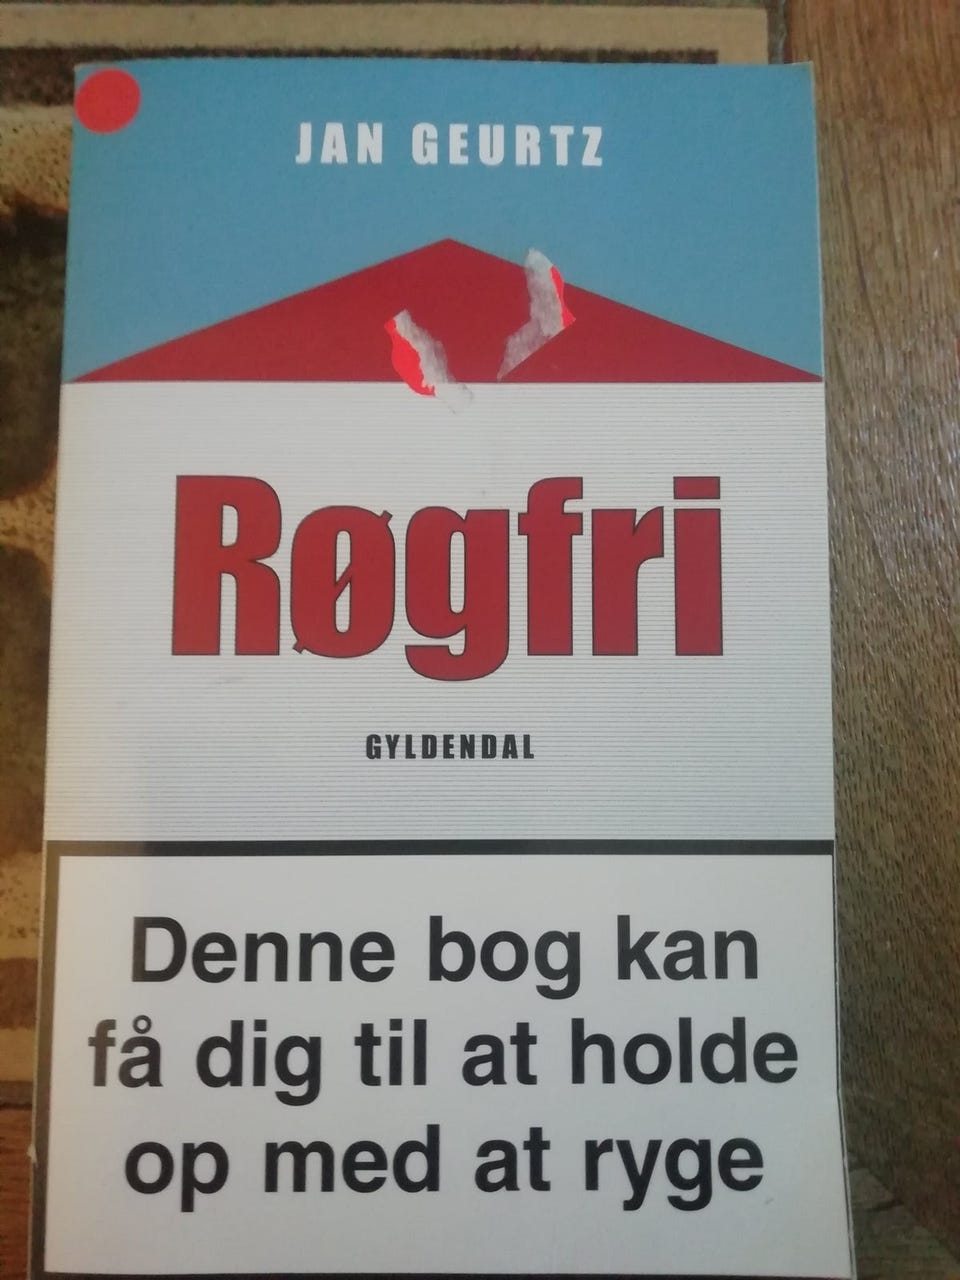 JAN GEURTZ
Røgfri
GYLDENDAL
Denne bog kan
få dig til at holde
op med at ryge